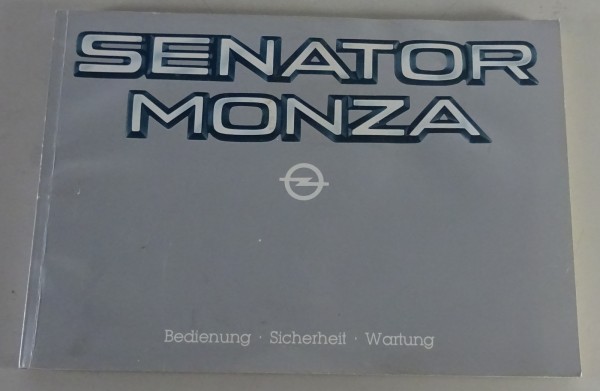 SENATOR
MONZA
Bedienung · Sicherheit · Wartung